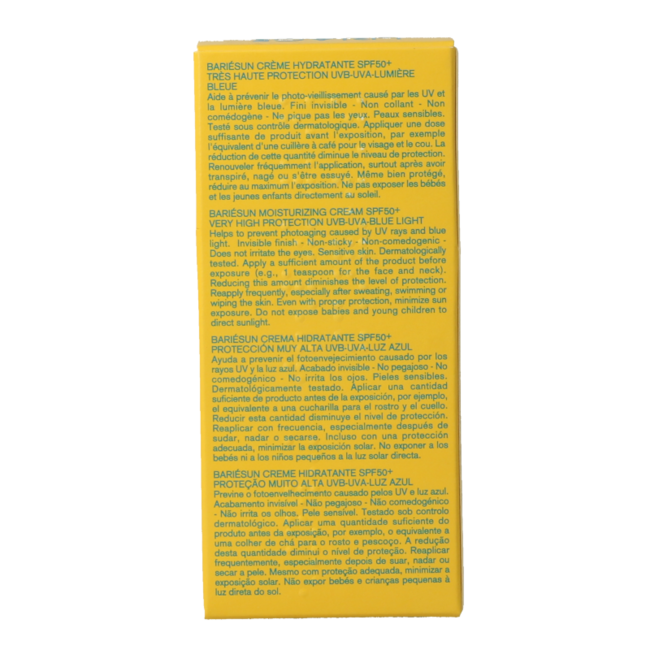 BARIÉSUN CRÈME HYDRATANTE SPF50+
TRÈS HAUTE PROTECTION UVB-UVA-LUMIÈRE
BLEUE
Aide à prévenir le photo-vieillissement causé par les UV et
la lumière bleue. Fini invisible - Non collant - Non
comédogène - Ne pique pas les yeux. Peaux sensibles.
Testé sous contrôle dermatologique. Appliquer une dose
suffisante de produit avant l'exposition, par exemple
l'équivalent d'une cuillère à café pour le visage et le cou. La
réduction de cette quantité diminue le niveau de protection.
Renouveler fréquemment l'application, surtout après avoir
transpiré, nagé ou s'être essuyé. Même bien protégé,
réduire au maximum l'exposition. Ne pas exposer les bébés
et les jeunes enfants directement au soleil.
BARIÉSUN MOISTURIZING CREAM SPF50+
VERY HIGH PROTECTION UVB-UVA-BLUE LIGHT
Helps to prevent photoaging caused by UV rays and blue
light. Invisible finish - Non-sticky - Non-comedogenic -
Does not irritate the eyes. Sensitive skin. Dermatologically
tested. Apply a sufficient amount of the product before
exposure (e.g., 1 teaspoon for the face and neck).
Reducing this amount diminishes the level of protection.
Reapply frequently, especially after sweating, swimming or
wiping the skin. Even with proper protection, minimize sun
exposure. Do not expose babies and young children to
direct sunlight.
BARIÉSUN CREMA HIDRATANTE SPF50+
PROTECCIÓN MUY ALTA UVB-UVA-LUZ AZUL
Ayuda a prevenir el fotoenvejecimiento causado por los
rayos UV y la luz azul. Acabado invisible - No pegajoso - No
comedogénico - No irrita los ojos. Pieles sensibles.
Dermatológicamente testado. Aplicar una cantidad
suficiente de producto antes de la exposición, por ejemplo,
el equivalente a una cucharilla para el rostro y el cuello.
Reducir esta cantidad disminuye el nivel de protección.
Reaplicar con frecuencia, especialmente después de
sudar, nadar o secarse. Incluso con una protección
adecuada, minimizar la exposición solar. No exponer a los
bebés ni a los niños pequeños a la luz solar directa.
BARIÉSUN CREME HIDRATANTE SPF50+
PROTEÇÃO MUITO ALTA UVB-UVA-LUZ AZUL
Previne o fotoenvelhecimento causado pelos UV e luz azul.
Acabamento invisível - Não pegajoso - Não comedogénico
- Não irrita os olhos. Pele sensível. Testado sob controlo
dermatológico. Aplicar uma quantidade suficiente do
produto antes da exposição, por exemplo, o equivalente a
uma colher de chá para o rosto e pescoço. A redução
desta quantidade diminui o nível de proteção. Reaplicar
frequentemente, especialmente depois de suar, nadar ou
secar a pele. Mesmo com proteção adequada, minimizar a
exposição solar. Não expor bebés e crianças pequenas à
luz direta do sol.